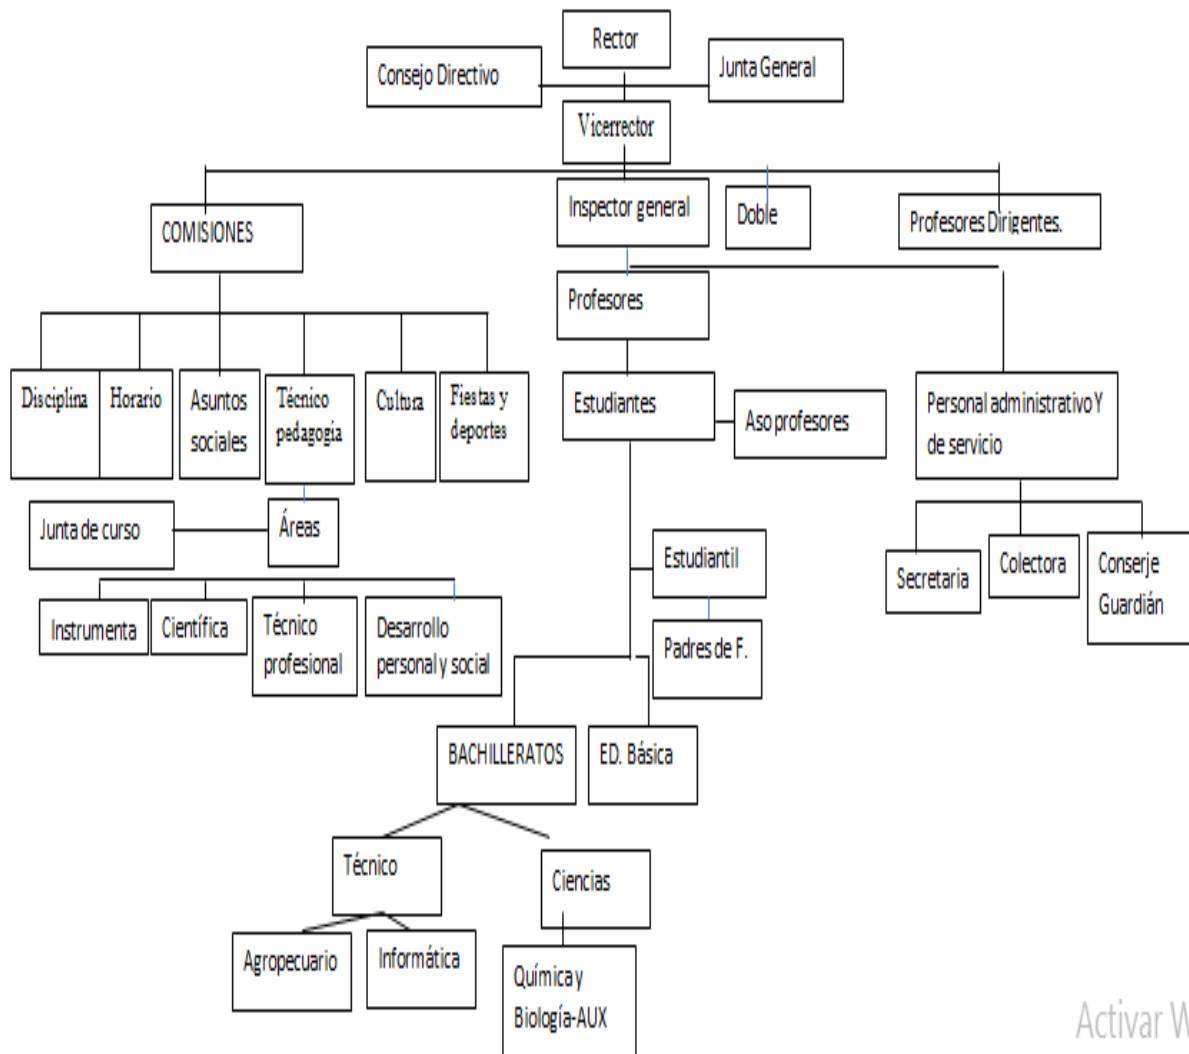 Rector
Consejo Directivo
Junta General
Vicerrector
Inspector general
Doble
Profesores Dirigentes.
COMISIONES
Profesores
Disciplina
Horario
Asuntos
sociales
Técnico
pedagogía
Cultura
Fiestas y
deportes
Estudiantes
Aso profesores
Personal administrativo Y
de servicio
Junta de curso
Áreas
Estudiantil
Secretaria
Colectora
Conserje
Guardián
Instrumenta
Científica
Técnico
profesional
Desarrollo
personal y social
Padres de F.
BACHILLERATOS
ED. Básica
Técnico
Ciencias
Agropecuario
Informática
Química y
Biología-AUX
Activar W